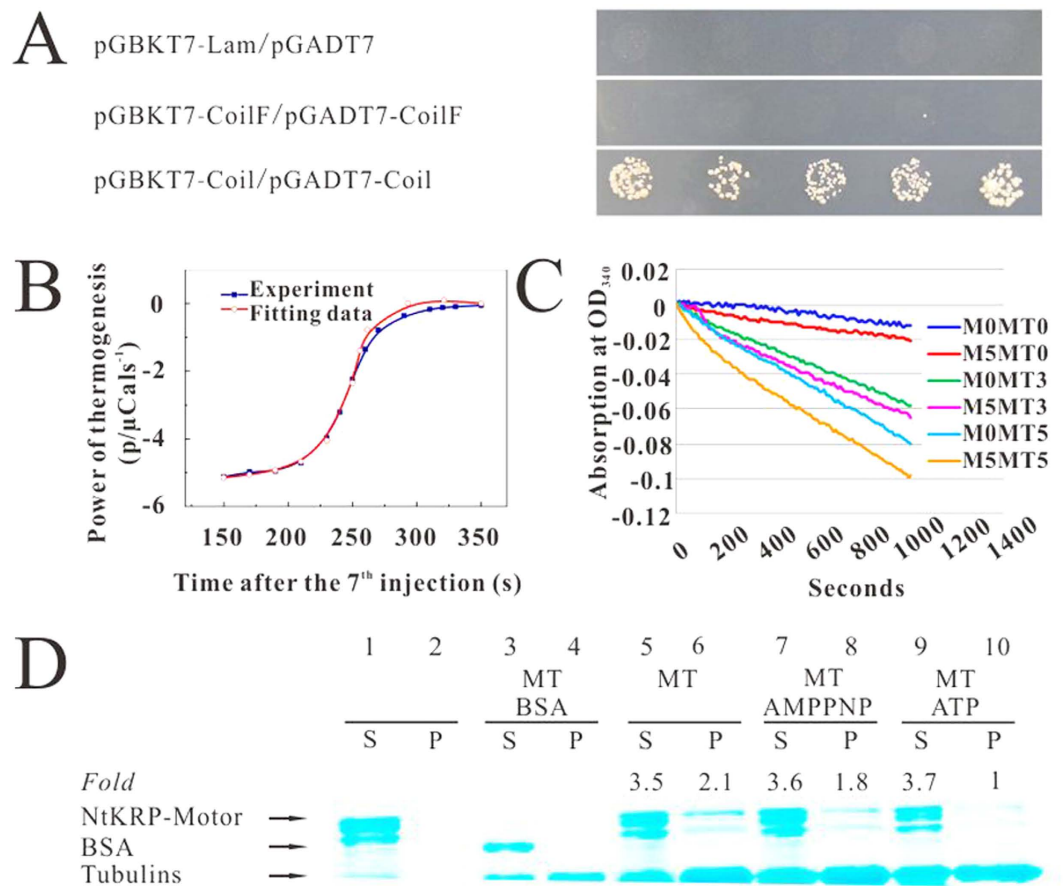 A
pGBKT7-Lam/pGADT7
pGBKT7-CoilF/pGADT7-CoilF
pGBKT7-Coil/pGADT7-Coil
B
Power of thermogenesis
(p/μCals⁻¹)
0
-2
-4
-6
Experiment
Fitting data
150 200 250 300 350
Time after the 7th injection (s)
C
Absorption at OD₃₄₀
0.02
0
-0.02
-0.04
-0.06
-0.08
-0.1
-0.12
M0MT0
M5MT0
M0MT3
M5MT3
M0MT5
M5MT5
0 200 400 600 800 1000 1200 1400
Seconds
D
1 2 3 4 5 6 7 8 9 10
MT MT MT MT
BSA AMPPNP ATP
S P S P S P S P S P
Fold 3.5 2.1 3.6 1.8 3.7 1
NtKRP-Motor
BSA
Tubulins